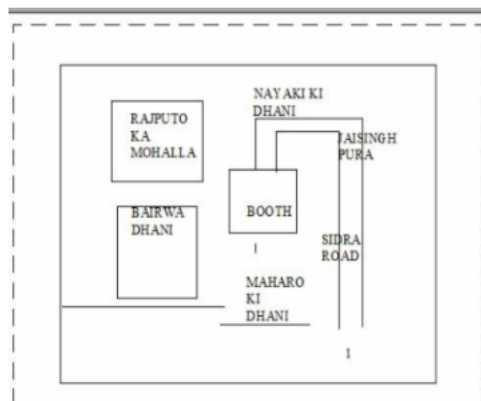 NAYAKI KI
DHANI
RAJPUTO
KA
MOHALLA
JAISINGH
PURA
BAIRWA
DHANI
BOOTH
SIDRA
ROAD
1
MAHARO
KI
DHANI
1